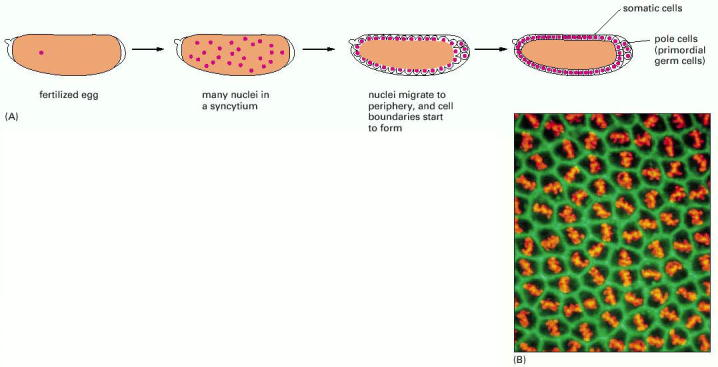 somatic cells
pole cells
(primordial
germ cells)
fertilized egg
many nuclei in
a syncytium
nuclei migrate to
periphery, and cell
boundaries start
to form
(A)
(B)